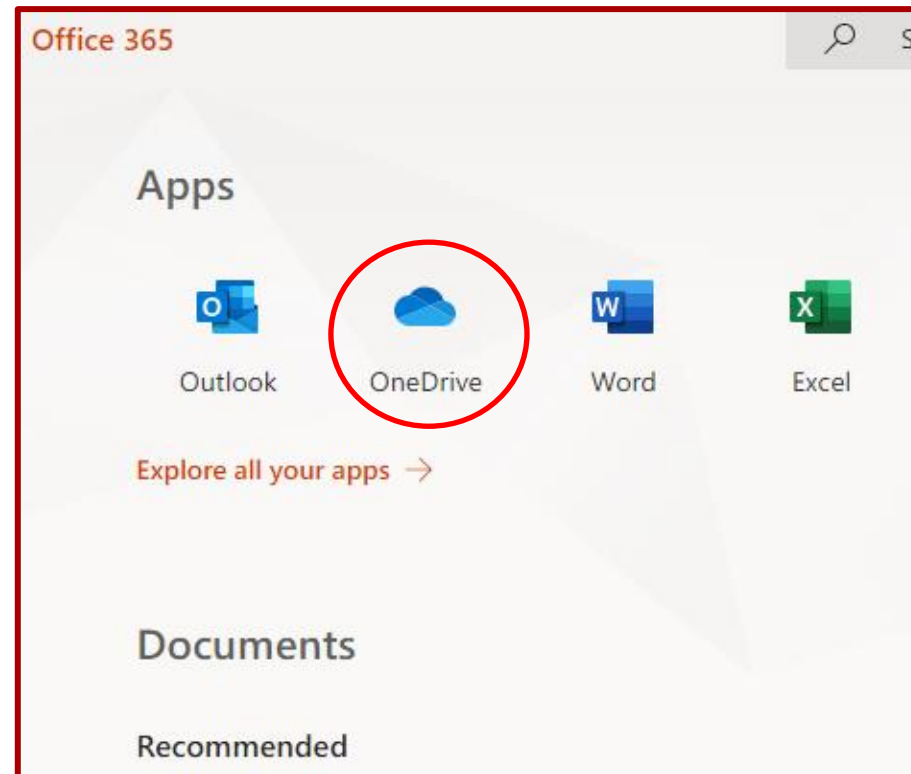 Office 365
Apps
Outlook OneDrive Word Excel
Explore all your apps →
Documents
Recommended